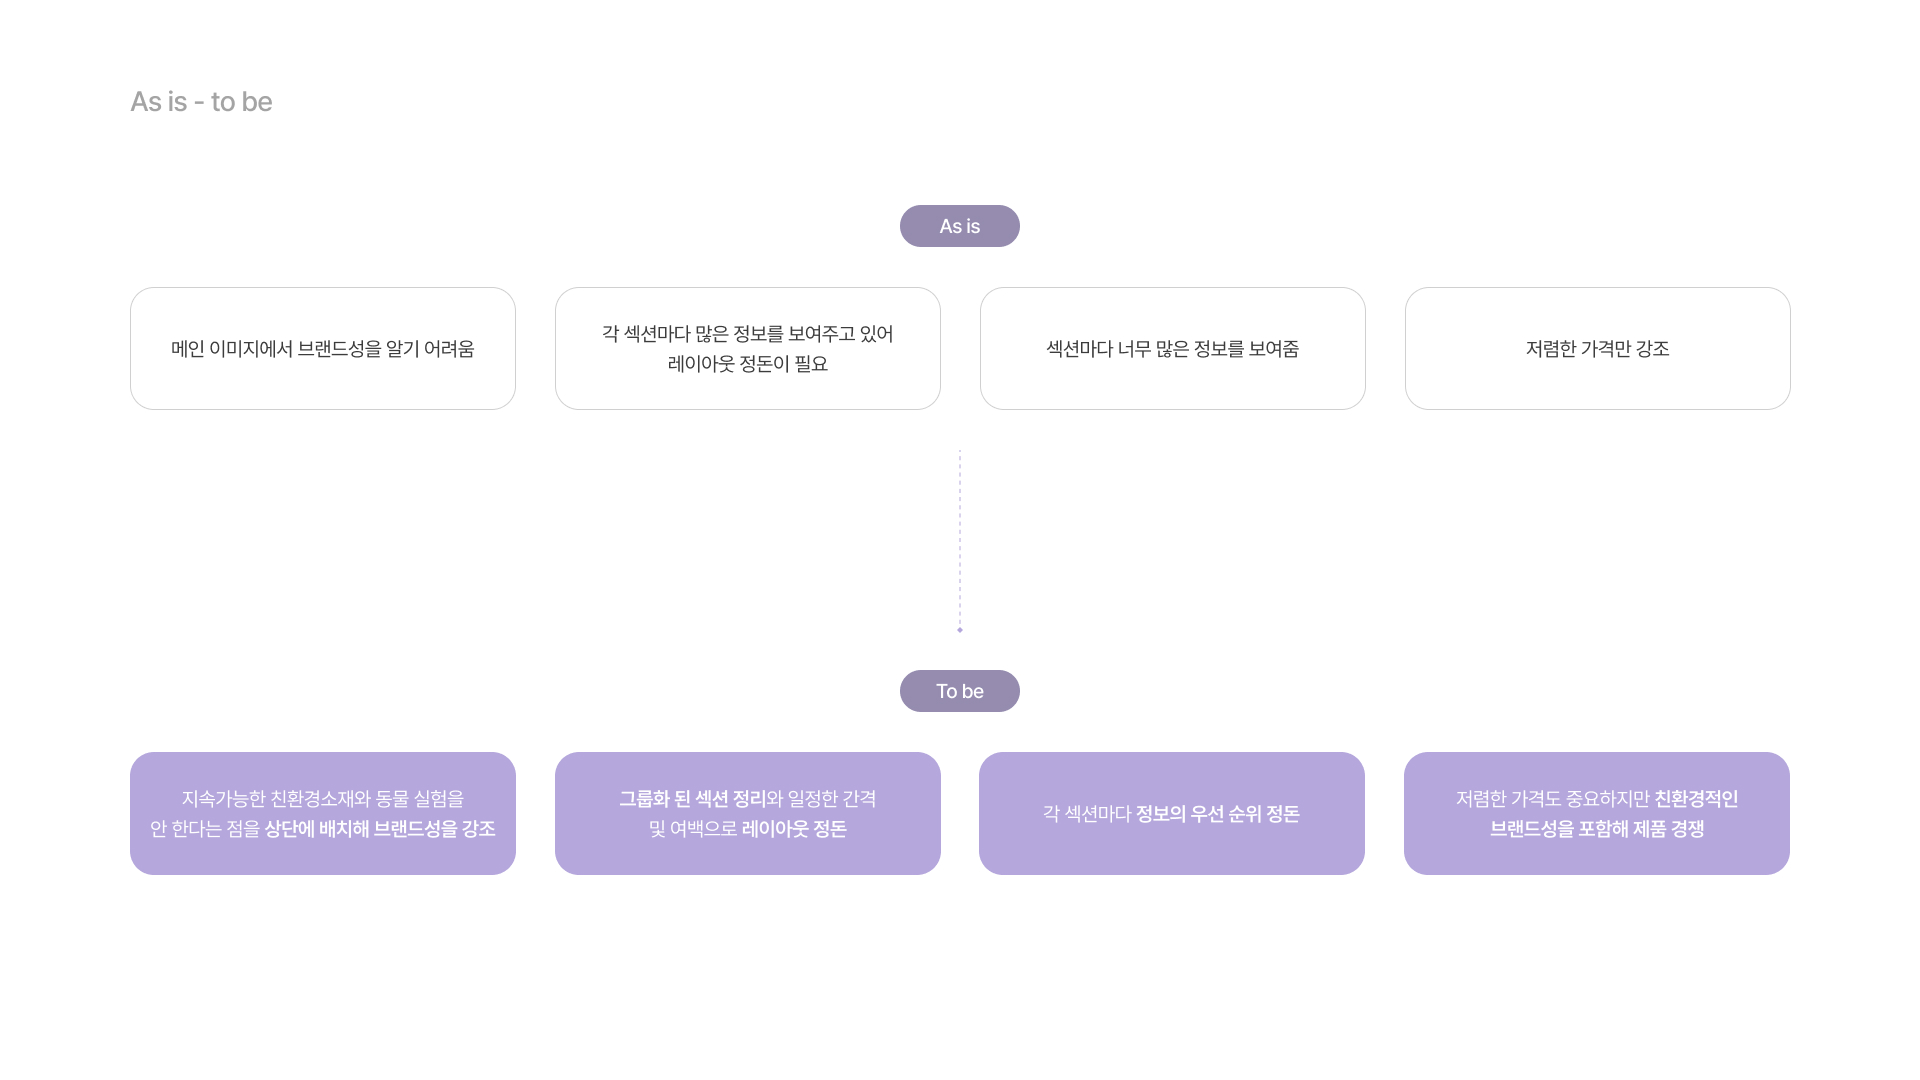 As is - to be
As is
메인 이미지에서 브랜드성을 알기 어려움
각 섹션마다 많은 정보를 보여주고 있어
레이아웃 정돈이 필요
섹션마다 너무 많은 정보를 보여줌
저렴한 가격만 강조
To be
지속가능한 친환경소재와 동물 실험을
안 한다는 점을 상단에 배치해 브랜드성을 강조
그룹화 된 섹션 정리와 일정한 간격
및 여백으로 레이아웃 정돈
각 섹션마다 정보의 우선 순위 정돈
저렴한 가격도 중요하지만 친환경적인
브랜드성을 포함해 제품 경쟁